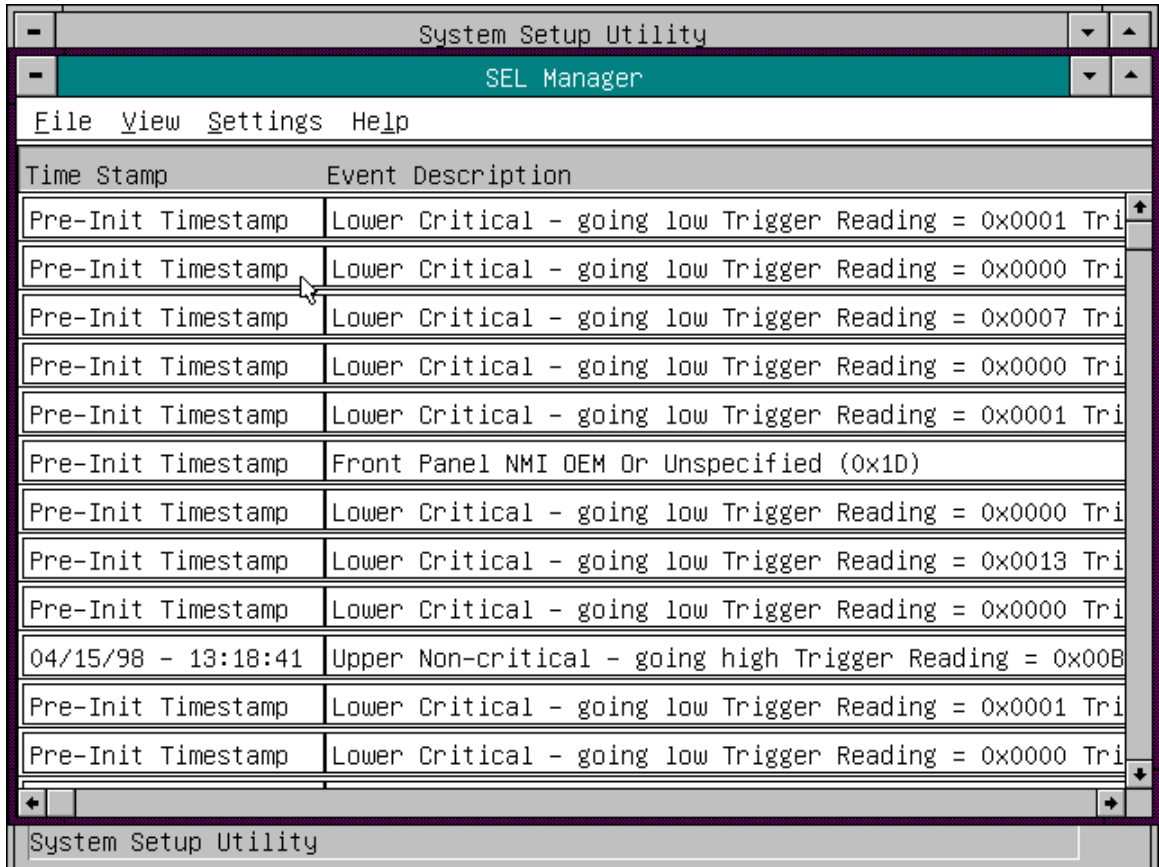 System Setup Utility
SEL Manager
File View Settings Help
Time Stamp Event Description
Pre-Init Timestamp Lower Critical - going low Trigger Reading = 0x0001 Tri
Pre-Init Timestamp Lower Critical - going low Trigger Reading = 0x0000 Tri
Pre-Init Timestamp Lower Critical - going low Trigger Reading = 0x0007 Tri
Pre-Init Timestamp Lower Critical - going low Trigger Reading = 0x0000 Tri
Pre-Init Timestamp Lower Critical - going low Trigger Reading = 0x0001 Tri
Pre-Init Timestamp Front Panel NMI OEM Or Unspecified (0x1D)
Pre-Init Timestamp Lower Critical - going low Trigger Reading = 0x0000 Tri
Pre-Init Timestamp Lower Critical - going low Trigger Reading = 0x0013 Tri
Pre-Init Timestamp Lower Critical - going low Trigger Reading = 0x0000 Tri
04/15/98 - 13:18:41 Upper Non-critical - going high Trigger Reading = 0x00B
Pre-Init Timestamp Lower Critical - going low Trigger Reading = 0x0001 Tri
Pre-Init Timestamp Lower Critical - going low Trigger Reading = 0x0000 Tri
System Setup Utility